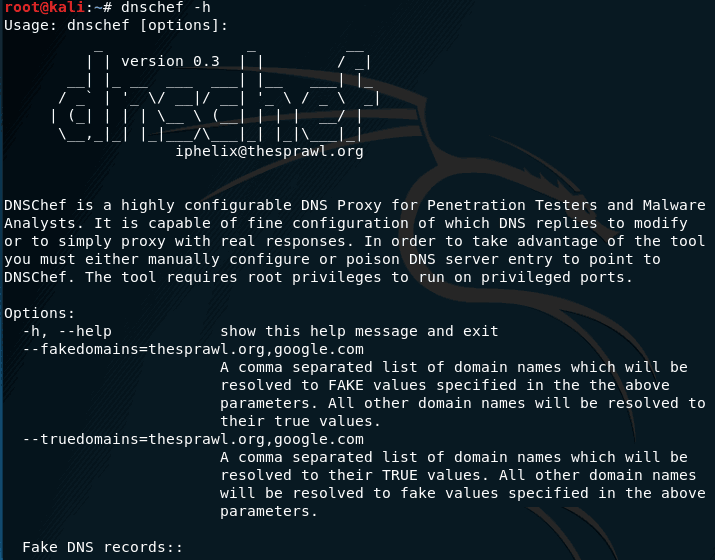 root@kali:~# dnschef -h
Usage: dnschef [options]:
          _                _          __  
         | | version 0.3  | |        / _| 
       __| |_ __  ___  ___| |__   ___| |_ 
      / _` | '_ \/ __|/ __| '_ \ / _ \  _|
     | (_| | | | \__ \ (__| | | |  __/ |  
      \__,_|_| |_|___/\___|_| |_|\___|_|  
                   iphelix@thesprawl.org  

DNSChef is a highly configurable DNS Proxy for Penetration Testers and Malware
Analysts. It is capable of fine configuration of which DNS replies to modify
or to simply proxy with real responses. In order to take advantage of the tool
you must either manually configure or poison DNS server entry to point to
DNSChef. The tool requires root privileges to run on privileged ports.

Options:
  -h, --help            show this help message and exit
  --fakedomains=thesprawl.org,google.com
                        A comma separated list of domain names which will be
                        resolved to FAKE values specified in the the above
                        parameters. All other domain names will be resolved to
                        their true values.
  --truedomains=thesprawl.org,google.com
                        A comma separated list of domain names which will be
                        resolved to their TRUE values. All other domain names
                        will be resolved to fake values specified in the above
                        parameters.

  Fake DNS records::